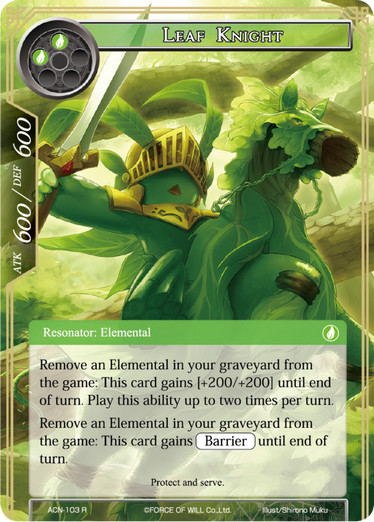 Leaf Knight
ATK 600 / DEF 600
Resonator: Elemental
Remove an Elemental in your graveyard from
the game: This card gains [+200/+200] until end
of turn. Play this ability up to two times per turn.
Remove an Elemental in your graveyard from
the game: This card gains Barrier until end of
turn.
Protect and serve.
ACN-103 R ©FORCE OF WILL Co.,Ltd. Illust/Shirono Muku